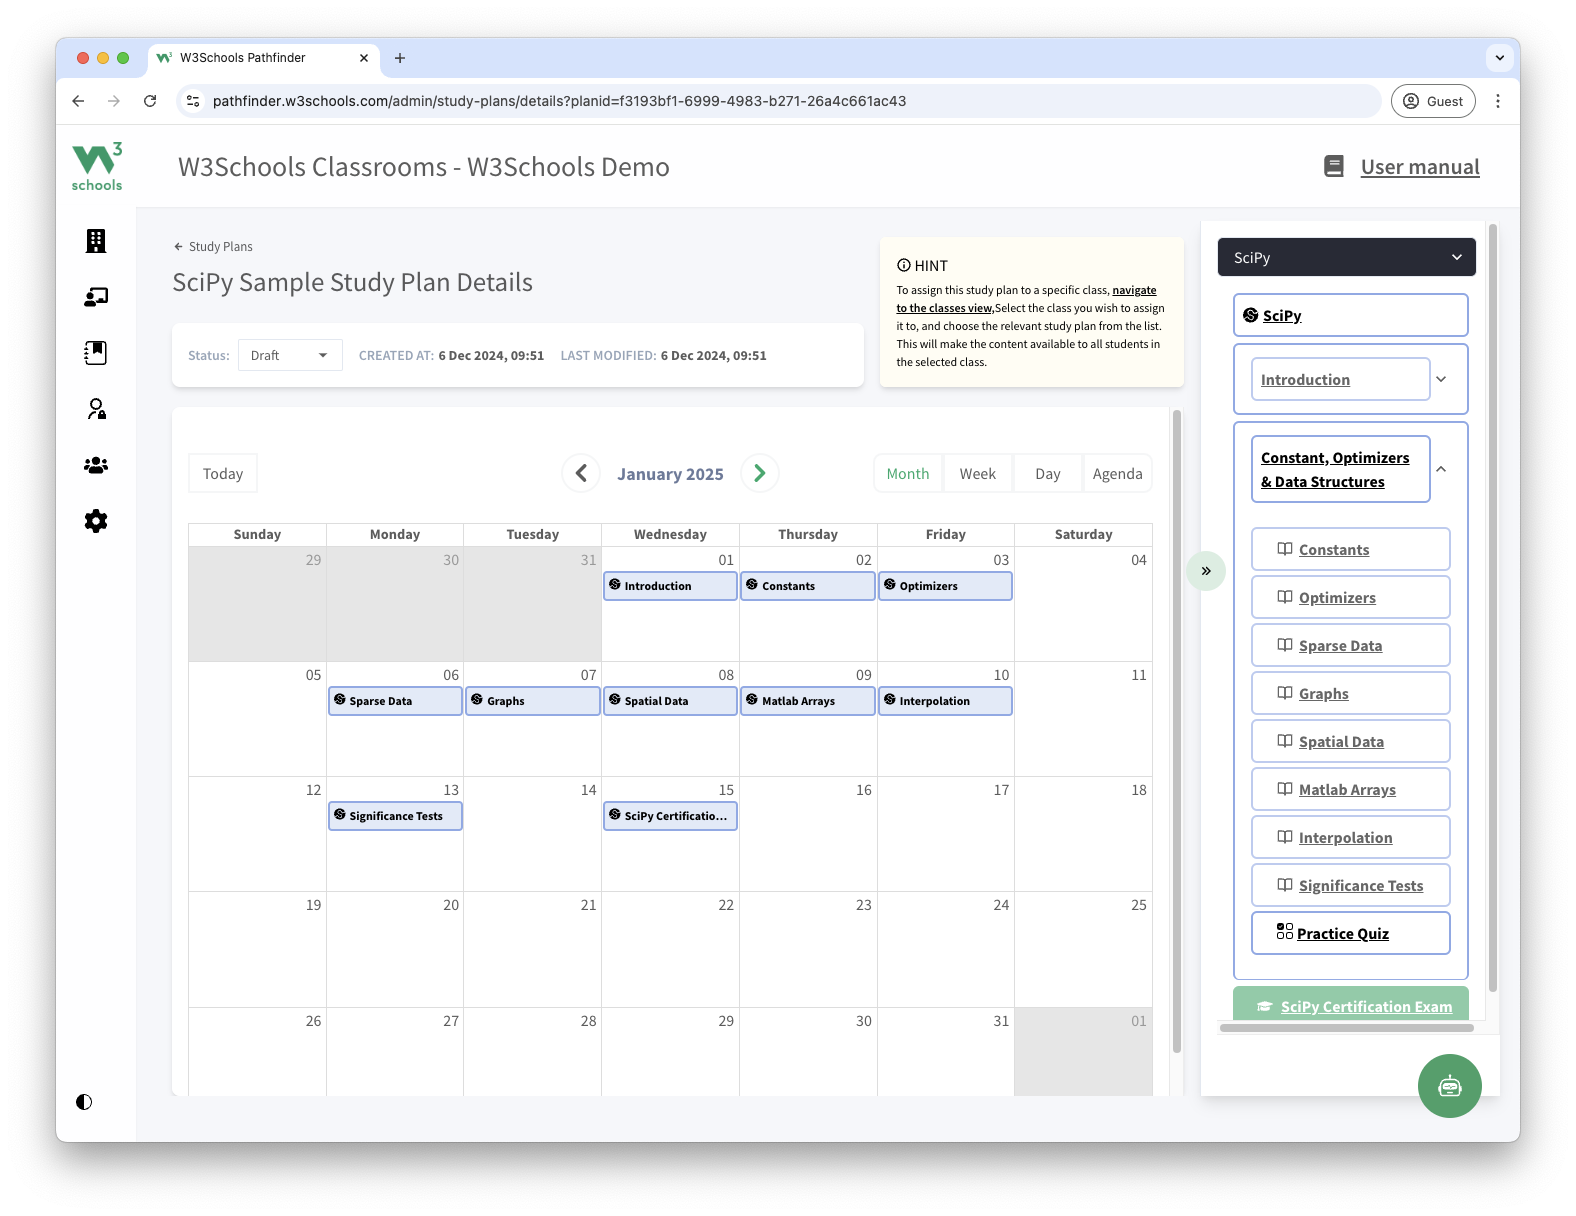 W3Schools Pathfinder
pathfinder.w3schools.com/admin/study-plans/details?planid=f3193bf1-6999-4983-b271-26a4c661ac43
Guest
W3
schools
W3Schools Classrooms - W3Schools Demo
User manual
Study Plans
SciPy Sample Study Plan Details
Status: Draft CREATED AT: 6 Dec 2024, 09:51 LAST MODIFIED: 6 Dec 2024, 09:51
HINT
To assign this study plan to a specific class, navigate
to the classes view,Select the class you wish to assign
it to, and choose the relevant study plan from the list.
This will make the content available to all students in
the selected class.
Today
January 2025
Month Week Day Agenda
Sunday Monday Tuesday Wednesday Thursday Friday Saturday
29 30 31 01 02 03 04
Introduction Constants Optimizers
05 06 07 08 09 10 11
Sparse Data Graphs Spatial Data Matlab Arrays Interpolation
12 13 14 15 16 17 18
Significance Tests SciPy Certificatio...
19 20 21 22 23 24 25
26 27 28 29 30 31 01
SciPy
SciPy
Introduction
Constant, Optimizers
& Data Structures
Constants
Optimizers
Sparse Data
Graphs
Spatial Data
Matlab Arrays
Interpolation
Significance Tests
Practice Quiz
SciPy Certification Exam